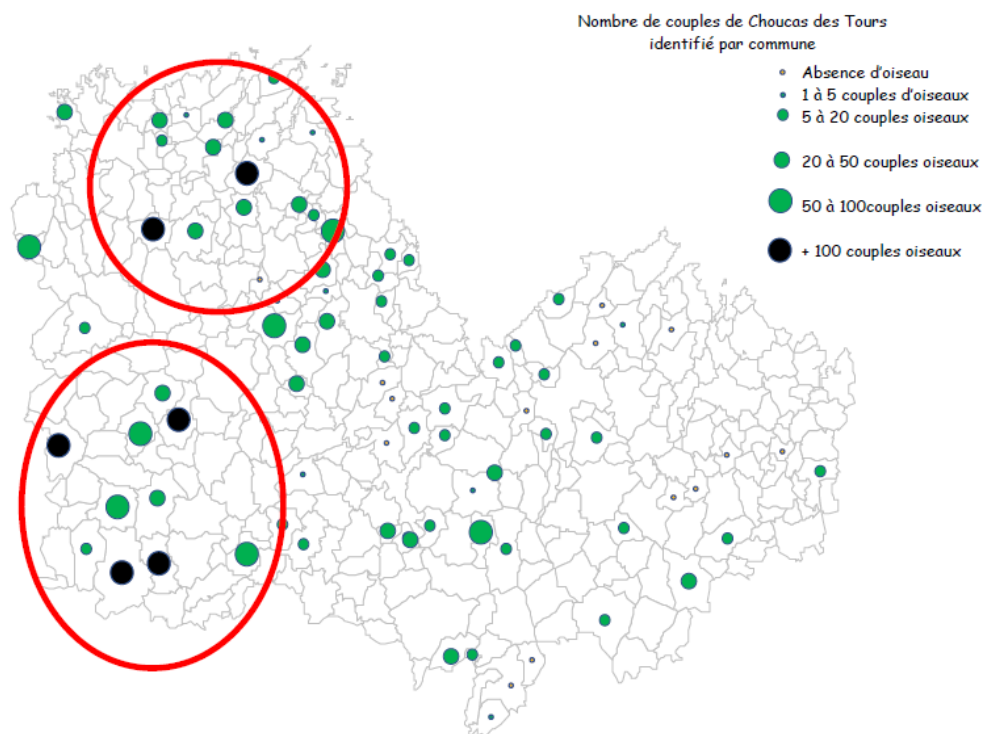 Nombre de couples de Choucas des Tours
identifié par commune
Absence d'oiseau
1 à 5 couples d'oiseaux
5 à 20 couples oiseaux
20 à 50 couples oiseaux
50 à 100couples oiseaux
+ 100 couples oiseaux